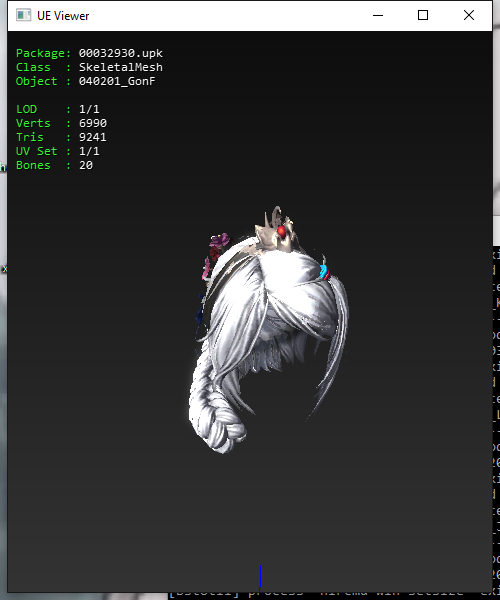 UE Viewer
Package: 00032930.upk
Class : SkeletalMesh
Object : 040201_GonF
LOD : 1/1
Verts : 6990
Tris : 9241
UV Set : 1/1
Bones : 20